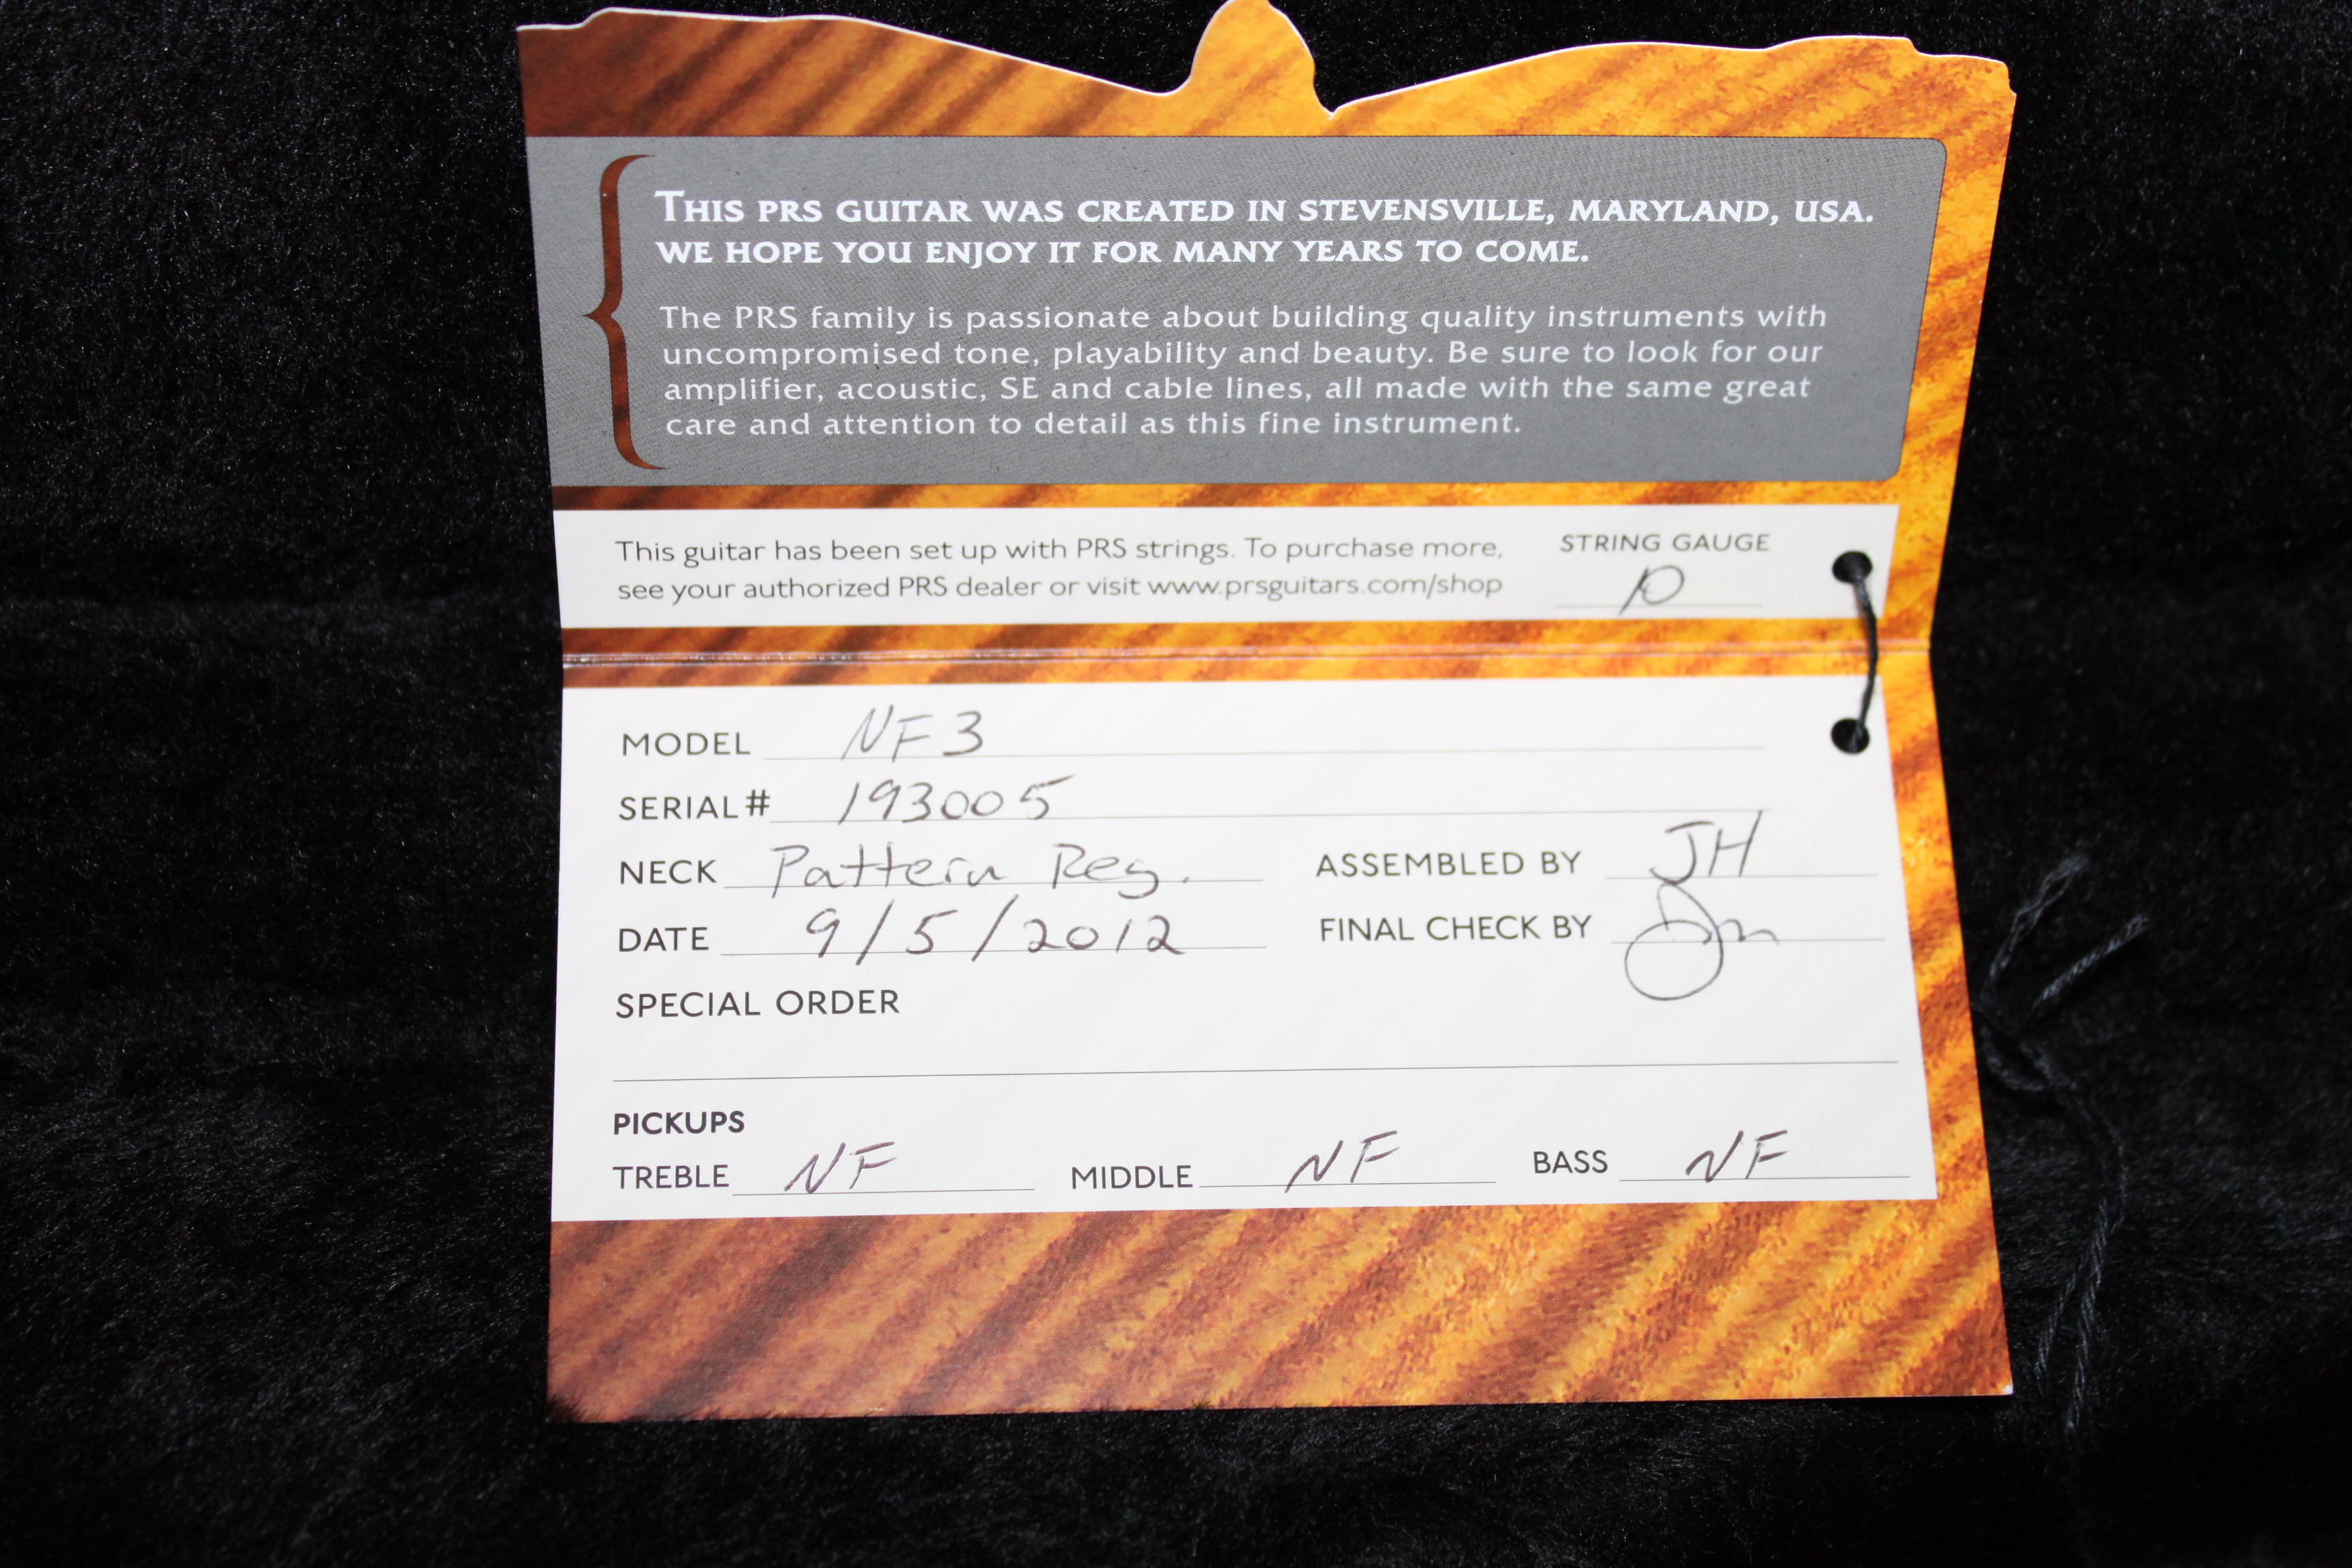 THIS PRS GUITAR WAS CREATED IN STEVENSVILLE, MARYLAND, USA.
WE HOPE YOU ENJOY IT FOR MANY YEARS TO COME.
The PRS family is passionate about building quality instruments with
uncompromised tone, playability and beauty. Be sure to look for our
amplifier, acoustic, SE and cable lines, all made with the same great
care and attention to detail as this fine instrument.
This guitar has been set up with PRS strings. To purchase more,
see your authorized PRS dealer or visit www.prsguitars.com/shop
STRING GAUGE
10
MODEL NF3
SERIAL# 193005
NECK Pattern Reg. ASSEMBLED BY JH
DATE 9/5/2012 FINAL CHECK BY
SPECIAL ORDER
PICKUPS
TREBLE NF MIDDLE NF BASS NF